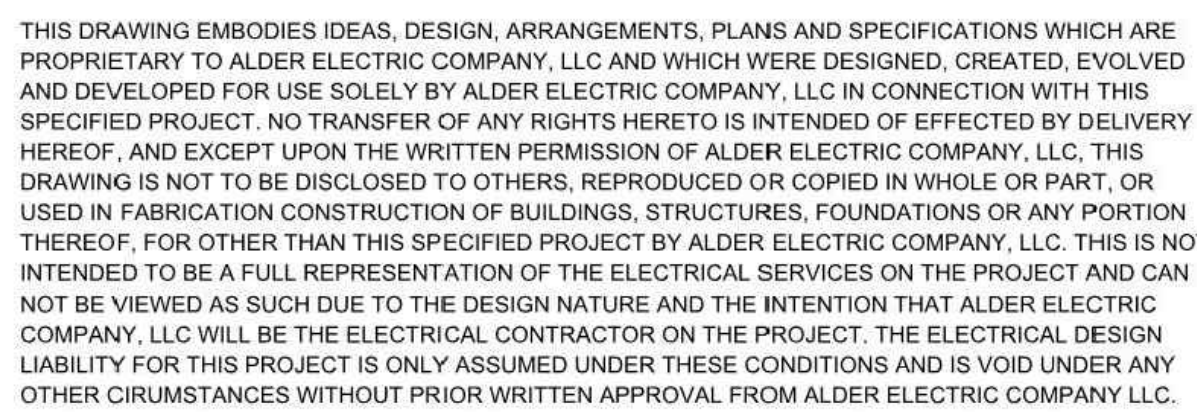 THIS DRAWING EMBODIES IDEAS, DESIGN, ARRANGEMENTS, PLANS AND SPECIFICATIONS WHICH ARE
PROPRIETARY TO ALDER ELECTRIC COMPANY, LLC AND WHICH WERE DESIGNED, CREATED, EVOLVED
AND DEVELOPED FOR USE SOLELY BY ALDER ELECTRIC COMPANY, LLC IN CONNECTION WITH THIS
SPECIFIED PROJECT. NO TRANSFER OF ANY RIGHTS HERETO IS INTENDED OF EFFECTED BY DELIVERY
HEREOF, AND EXCEPT UPON THE WRITTEN PERMISSION OF ALDER ELECTRIC COMPANY, LLC, THIS
DRAWING IS NOT TO BE DISCLOSED TO OTHERS, REPRODUCED OR COPIED IN WHOLE OR PART, OR
USED IN FABRICATION CONSTRUCTION OF BUILDINGS, STRUCTURES, FOUNDATIONS OR ANY PORTION
THEREOF, FOR OTHER THAN THIS SPECIFIED PROJECT BY ALDER ELECTRIC COMPANY, LLC. THIS IS NOT
INTENDED TO BE A FULL REPRESENTATION OF THE ELECTRICAL SERVICES ON THE PROJECT AND CAN
NOT BE VIEWED AS SUCH DUE TO THE DESIGN NATURE AND THE INTENTION THAT ALDER ELECTRIC
COMPANY, LLC WILL BE THE ELECTRICAL CONTRACTOR ON THE PROJECT. THE ELECTRICAL DESIGN
LIABILITY FOR THIS PROJECT IS ONLY ASSUMED UNDER THESE CONDITIONS AND IS VOID UNDER ANY
OTHER CIRUMSTANCES WITHOUT PRIOR WRITTEN APPROVAL FROM ALDER ELECTRIC COMPANY LLC.